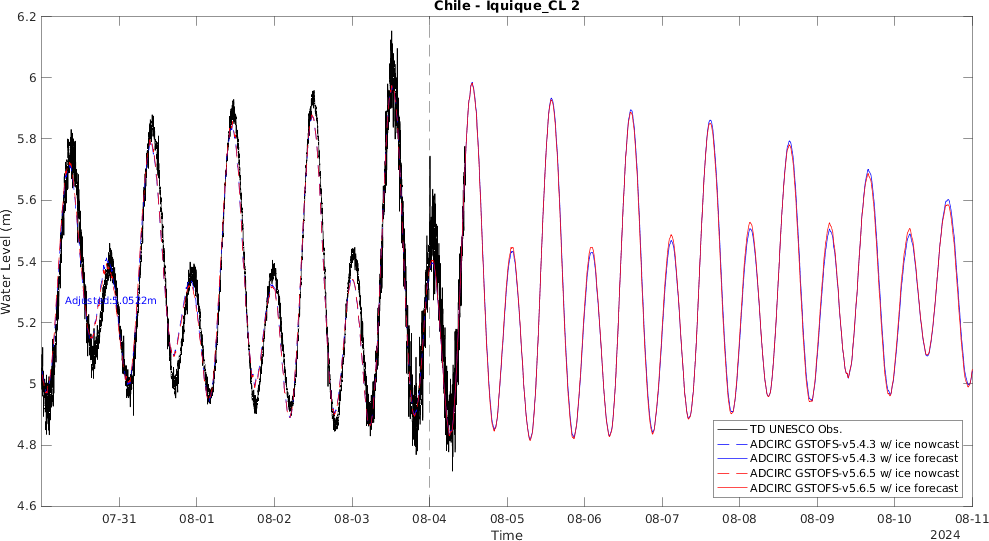 Chile - Iquique_CL 2
6.2
6
5.8
5.6
5.4
5.2
5
4.8
4.6
Water Level (m)
Adjusted:5.0522m
TD UNESCO Obs.
ADCIRC GSTOFS-v5.4.3 w/ ice nowcast
ADCIRC GSTOFS-v5.4.3 w/ ice forecast
ADCIRC GSTOFS-v5.6.5 w/ ice nowcast
ADCIRC GSTOFS-v5.6.5 w/ ice forecast
07-31 08-01 08-02 08-03 08-04 08-05 08-06 08-07 08-08 08-09 08-10 08-11
Time
2024